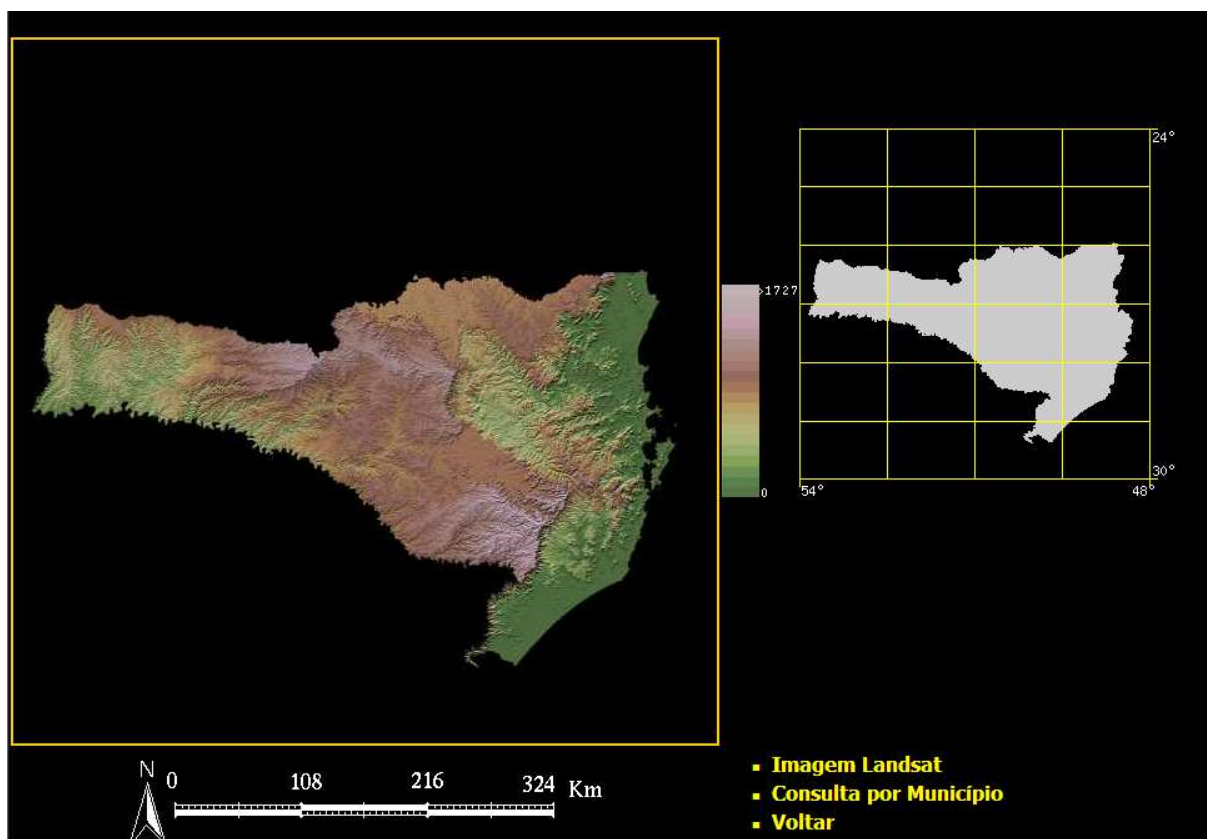 24°
>1727
0
30°
54°
48°
N
0 108 216 324 Km
▪ Imagem Landsat
▪ Consulta por Município
▪ Voltar